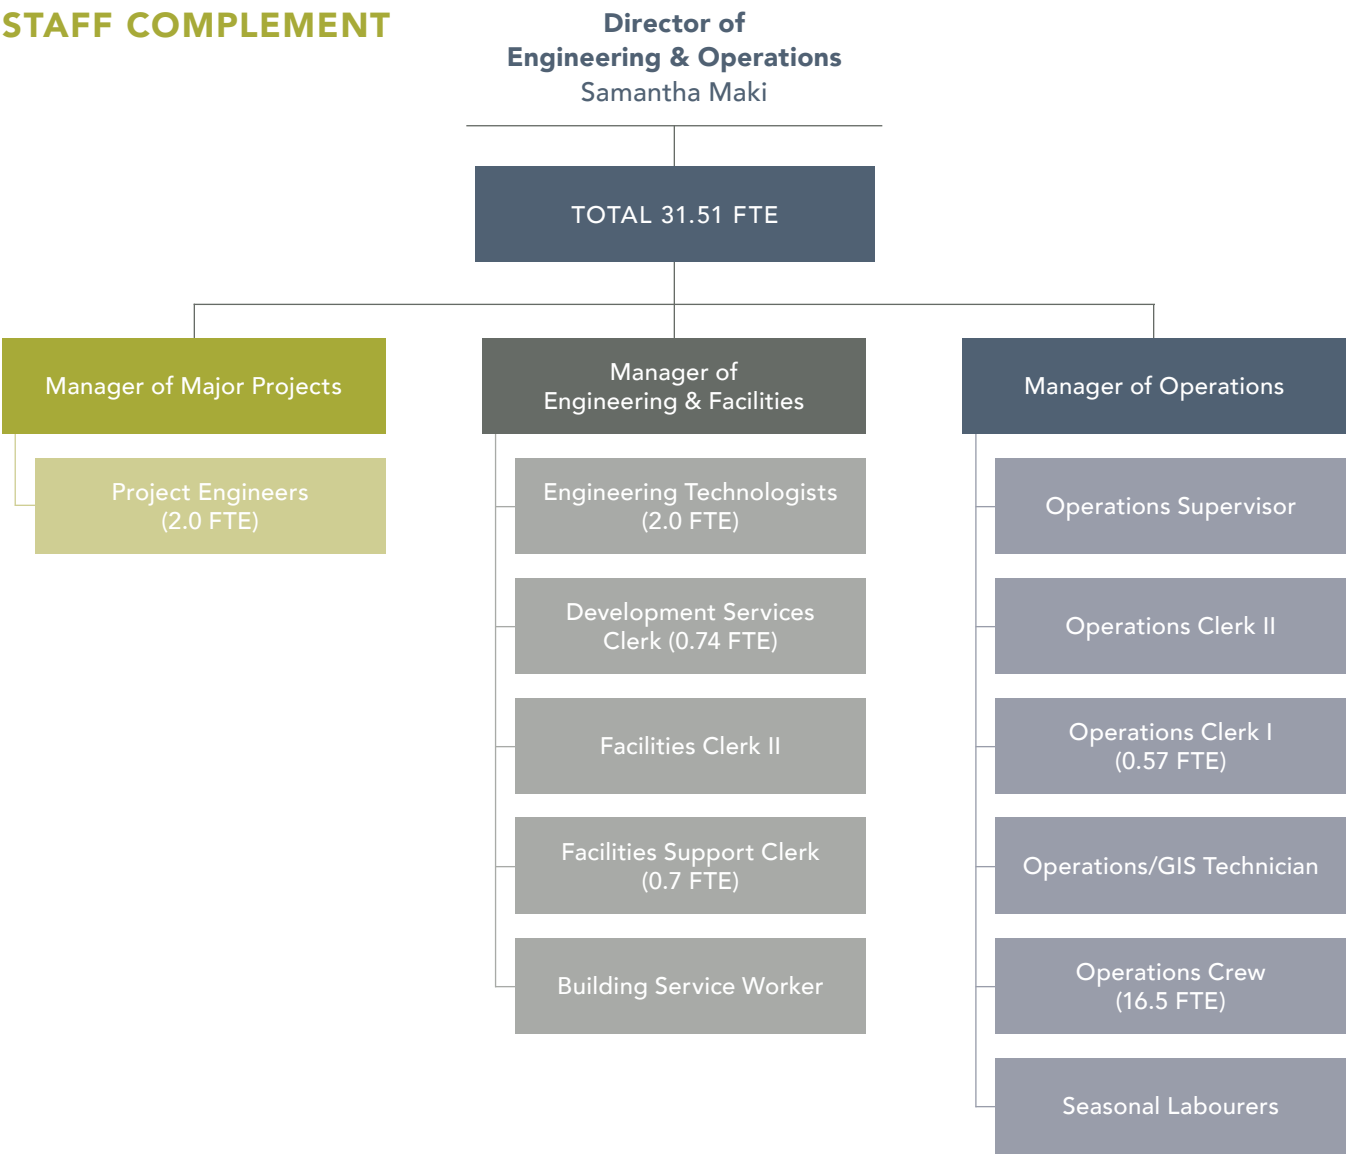 STAFF COMPLEMENT
Director of
Engineering & Operations
Samantha Maki
TOTAL 31.51 FTE
Manager of Major Projects
Project Engineers
(2.0 FTE)
Manager of
Engineering & Facilities
Engineering Technologists
(2.0 FTE)
Development Services
Clerk (0.74 FTE)
Facilities Clerk II
Facilities Support Clerk
(0.7 FTE)
Building Service Worker
Manager of Operations
Operations Supervisor
Operations Clerk II
Operations Clerk I
(0.57 FTE)
Operations/GIS Technician
Operations Crew
(16.5 FTE)
Seasonal Labourers